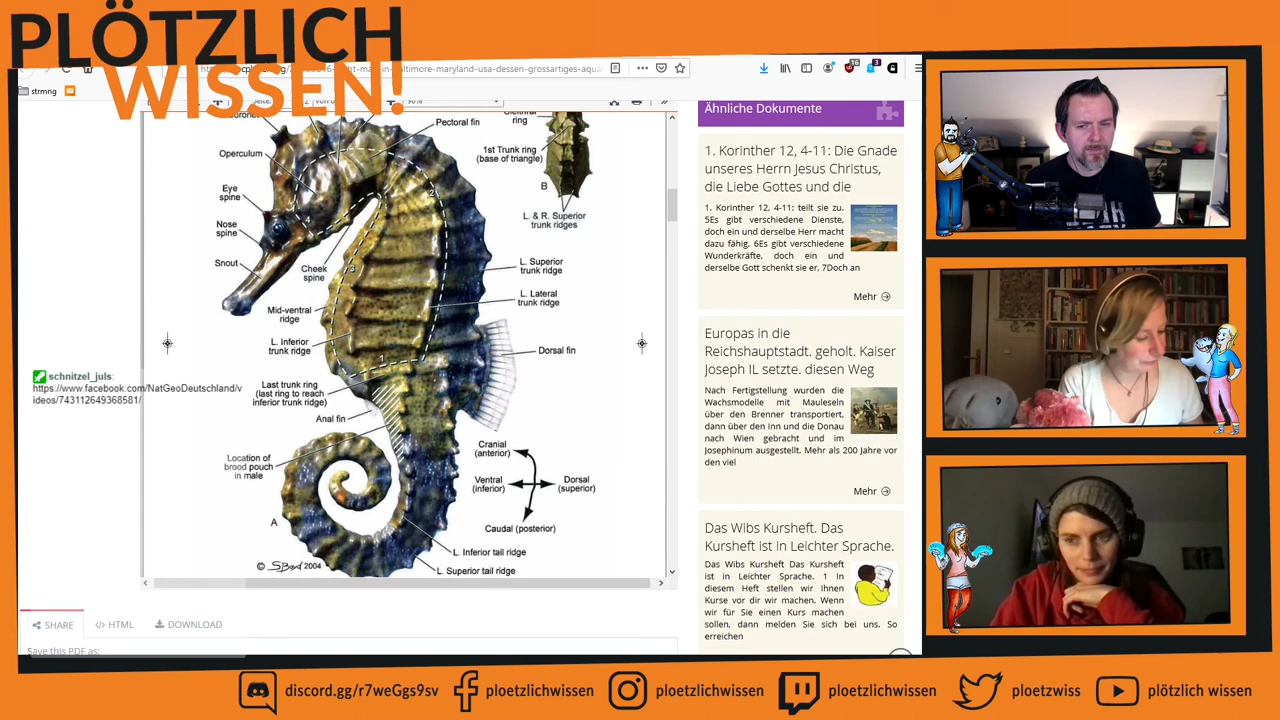 PLÖTZLICH
WISSEN!
strmng
Pectoral fin
Operculum
ring
1st Trunk ring
(base of triangle)
B
Eye
spine
L. & R. Superior
trunk ridges
Nose
spine
Snout
Cheek
spine
L. Superior
trunk ridge
L. Lateral
trunk ridge
Mid-ventral
ridge
L. Inferior
trunk ridge
Dorsal fin
Last trunk ring
(last ring to reach
inferior trunk ridge)
Anal fin
Location of
brood pouch
in male
Cranial
(anterior)
Ventral
(inferior)
Dorsal
(superior)
Caudal (posterior)
A
L. Inferior tail ridge
L. Superior tail ridge
© SBoyd 2004
1
2
3
4
schnitzel_juls:
https://www.facebook.com/NatGeoDeutschland/v
ideos/743112649368581/
SHARE
</> HTML
DOWNLOAD
Save this PDF as:
Ähnliche Dokumente
1. Korinther 12, 4-11: Die Gnade
unseres Herrn Jesus Christus,
die Liebe Gottes und die
1. Korinther 12, 4-11: teilt sie zu.
5Es gibt verschiedene Dienste,
doch ein und derselbe Herr macht
dazu fähig. 6Es gibt verschiedene
Wunderkräfte, doch ein und
derselbe Gott schenkt sie er, 7Doch an
Mehr
Europas in die
Reichshauptstadt. geholt. Kaiser
Joseph II. setzte. diesen Weg
Nach Fertigstellung wurden die
Wachsmodelle mit Mauleseln
über den Brenner transportiert,
dann über den Inn und die Donau
nach Wien gebracht und im
Josephinum ausgestellt. Mehr als 200 Jahre vor
den viel
Mehr
Das Wibs Kursheft. Das
Kursheft ist in Leichter Sprache.
Das Wibs Kursheft Das Kursheft
ist in Leichter Sprache. 1 In
diesem Heft stellen wir Ihnen
Kurse vor dir wir machen. Wenn
wir für Sie einen Kurs machen
sollen, dann melden Sie sich bei uns. So
erreichen
discord.gg/r7weGgs9sv
ploetzlichwissen
ploetzlichwissen
ploetzlichwissen
ploetzwiss
plötzlich wissen